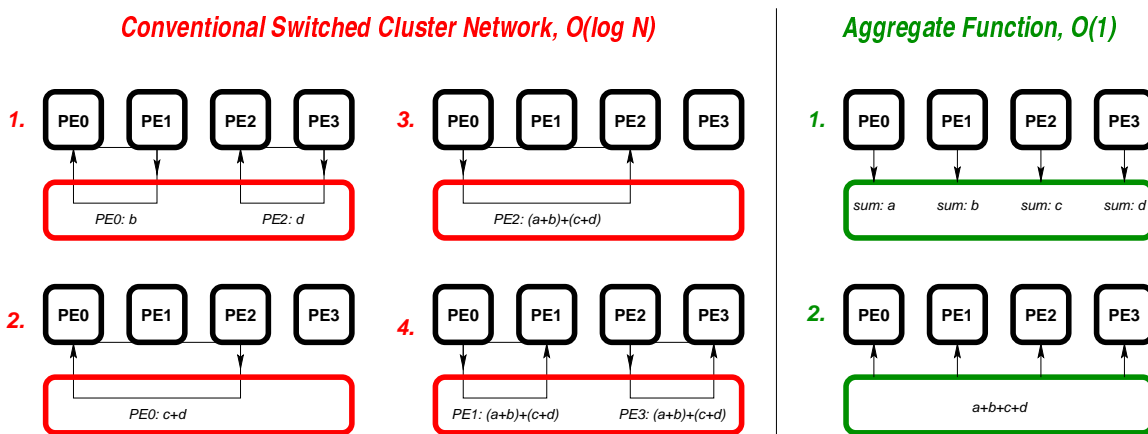 Conventional Switched Cluster Network, O(log N)
1.
PE0 PE1 PE2 PE3
PE0: b PE2: d
2.
PE0 PE1 PE2 PE3
PE0: c+d
3.
PE0 PE1 PE2 PE3
PE2: (a+b)+(c+d)
4.
PE0 PE1 PE2 PE3
PE1: (a+b)+(c+d) PE3: (a+b)+(c+d)
Aggregate Function, O(1)
1.
PE0 PE1 PE2 PE3
sum: a sum: b sum: c sum: d
2.
PE0 PE1 PE2 PE3
a+b+c+d